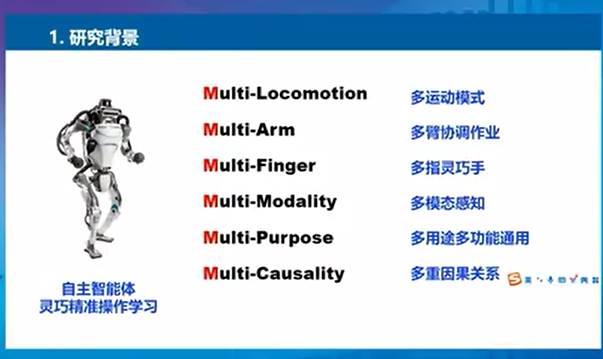 1. 研究背景
Multi-Locomotion 多运动模式
Multi-Arm 多臂协调作业
Multi-Finger 多指灵巧手
Multi-Modality 多模态感知
Multi-Purpose 多用途多功能通用
Multi-Causality 多重因果关系
自主智能体
灵巧精准操作学习